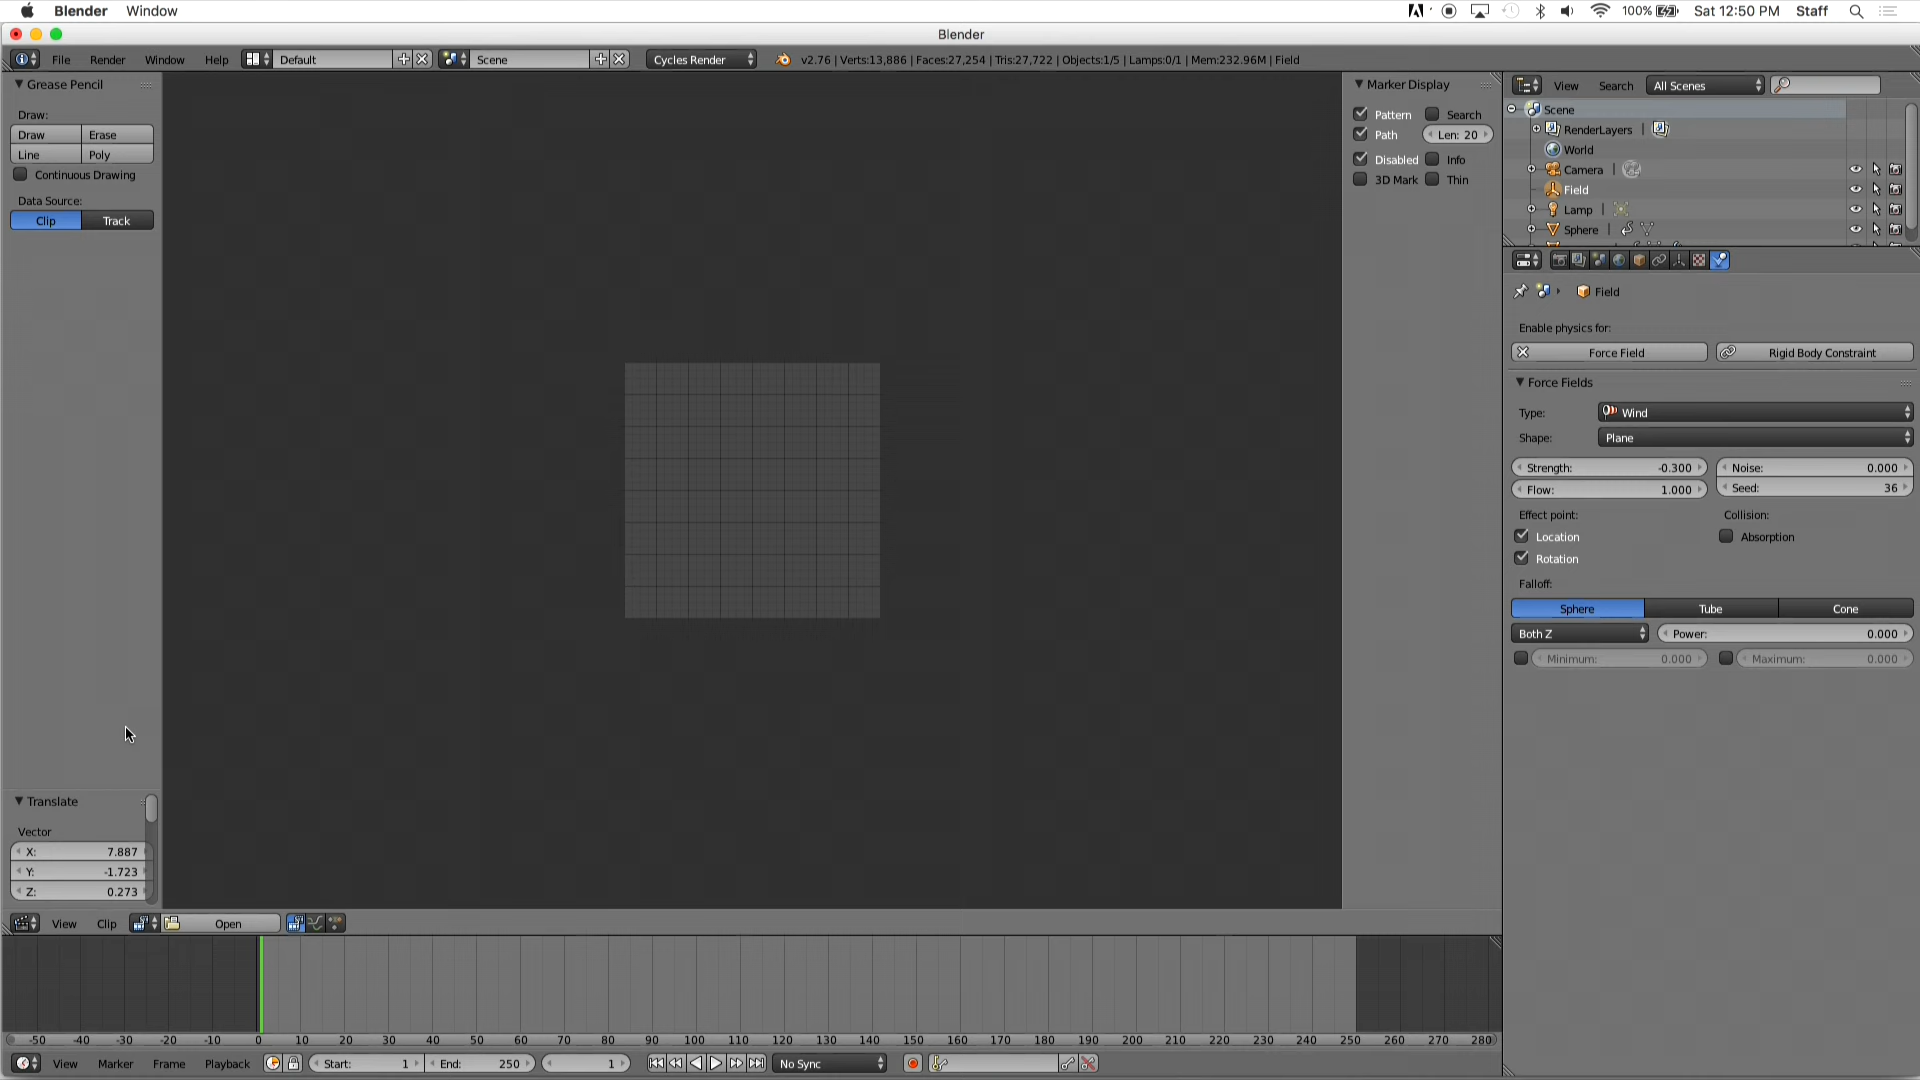 Blender Window 100% Sat 12:50 PM Staff
Blender
File Render Window Help Default Scene Cycles Render v2.76 | Verts:13,886 | Faces:27,254 | Tris:27,722 | Objects:1/5 | Lamps:0/1 | Mem:232.96M | Field
Grease Pencil
Draw:
Draw Erase
Line Poly
Continuous Drawing
Data Source:
Clip Track
Marker Display
Pattern Search
Path Len: 20
Disabled Info
3D Mark Thin
View Search All Scenes
Scene
RenderLayers |
World
Camera |
Field
Lamp |
Sphere |
Field
Enable physics for:
Force Field Rigid Body Constraint
Force Fields
Type: Wind
Shape: Plane
Strength: -0.300 Noise: 0.000
Flow: 1.000 Seed: 36
Effect point: Collision:
Location Absorption
Rotation
Falloff:
Sphere Tube Cone
Both Z Power: 0.000
Minimum: 0.000 Maximum: 0.000
Translate
Vector
X: 7.887
Y: -1.723
Z: 0.273
View Clip Open
-50 -40 -30 -20 -10 0 10 20 30 40 50 60 70 80 90 100 110 120 130 140 150 160 170 180 190 200 210 220 230 240 250 260 270 280
View Marker Frame Playback Start: 1 End: 250 1 No Sync